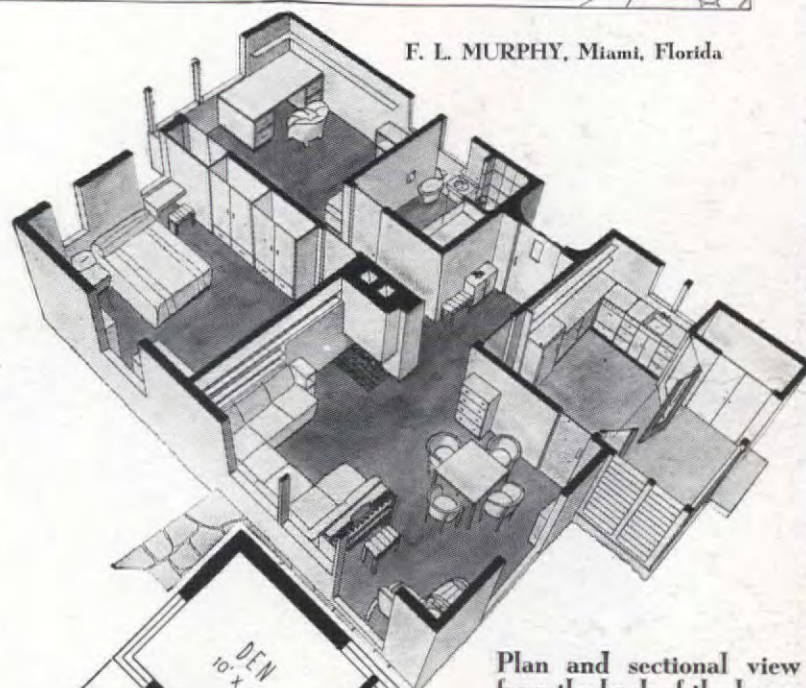 F. L. MURPHY, Miami, Florida
DEN
10' x
Plan and sectional view